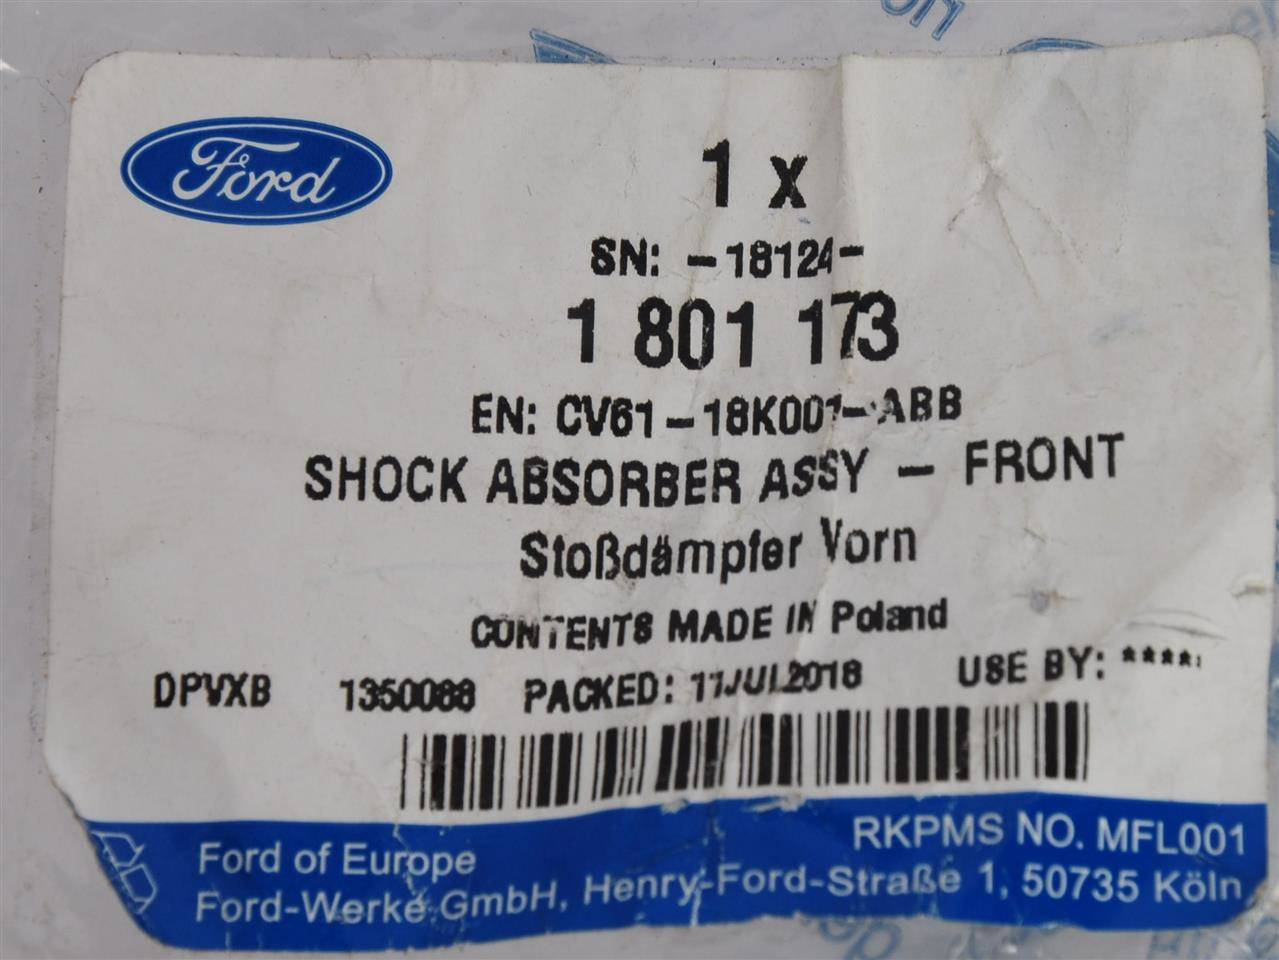 Ford
1 x
SN: -18124-
1 801 173
EN: CV61-18K001-ABB
SHOCK ABSORBER ASSY - FRONT
Stoßdämpfer Vorn
CONTENTS MADE IN Poland
DPVXB 1350088 PACKED: 11JUL2018 USE BY: ****
RKPMS NO. MFL001
Ford of Europe
Ford-Werke GmbH, Henry-Ford-Straße 1, 50735 Köln